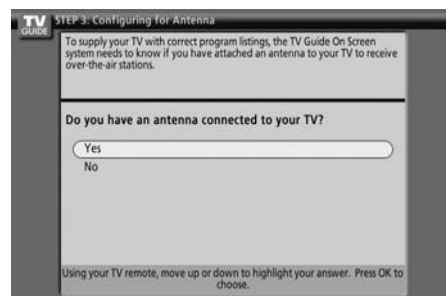 TV
GUIDE
STEP 3: Configuring for Antenna
To supply your TV with correct program listings, the TV Guide On Screen
system needs to know if you have attached an antenna to your TV to receive
over-the-air stations.
Do you have an antenna connected to your TV?
Yes
No
Using your TV remote, move up or down to highlight your answer. Press OK to
choose.